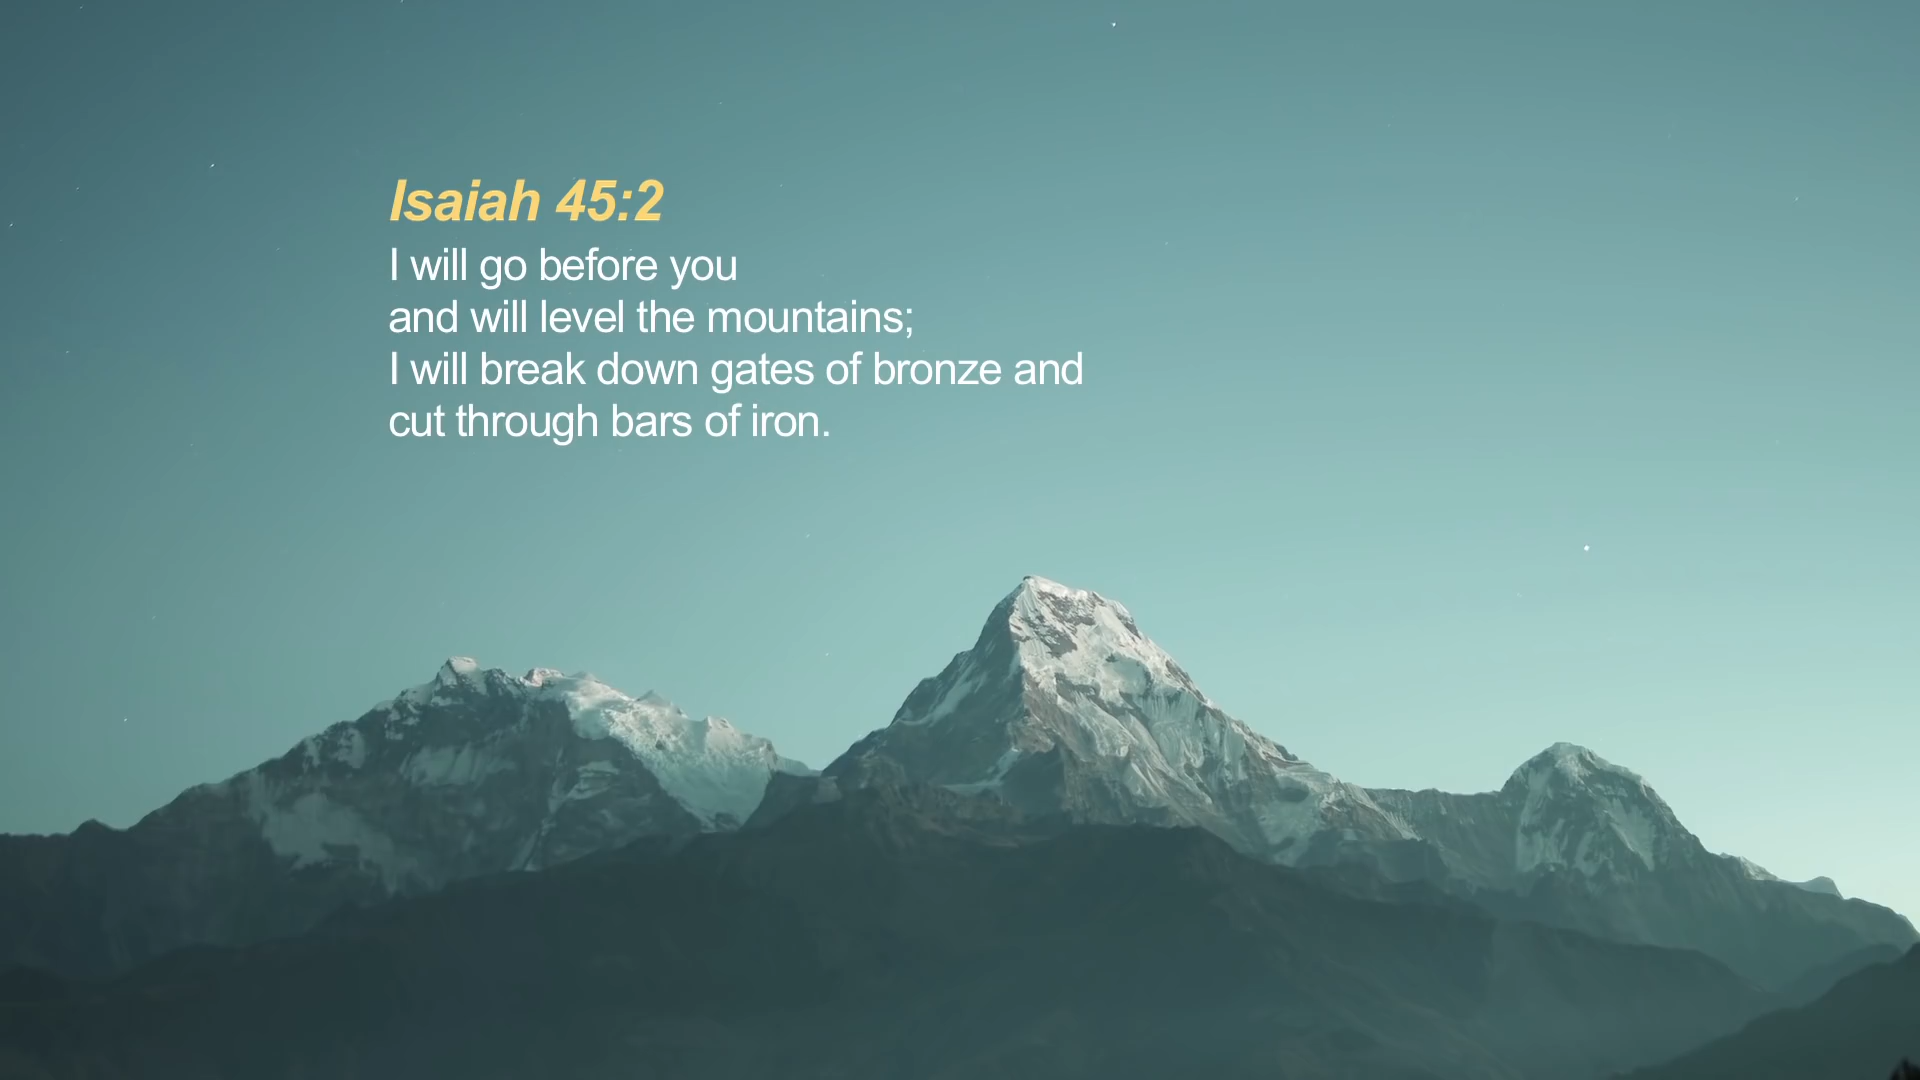 Isaiah 45:2
I will go before you
and will level the mountains;
I will break down gates of bronze and
cut through bars of iron.